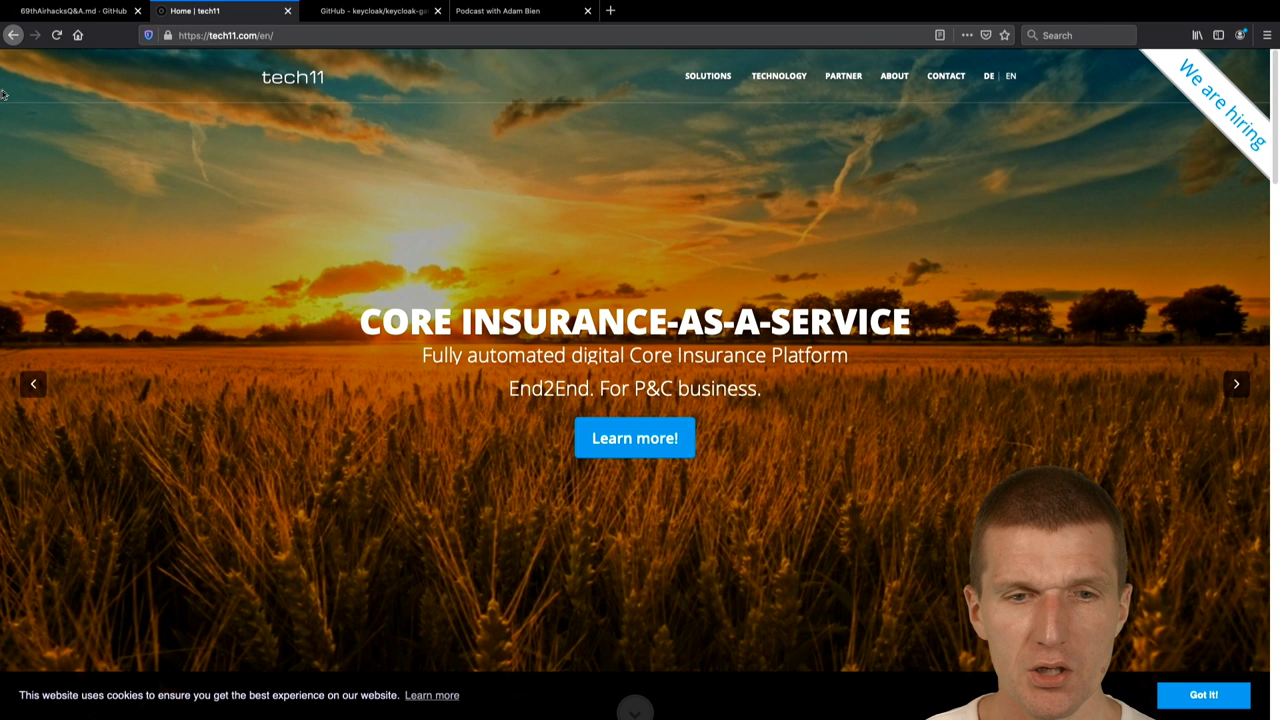 69thAirhacksQ&A.md · GitHub
Home | tech11
GitHub - keycloak/keycloak-ga
Podcast with Adam Bien
https://tech11.com/en/
Search
tech11
SOLUTIONS
TECHNOLOGY
PARTNER
ABOUT
CONTACT
DE | EN
We are hiring
CORE INSURANCE-AS-A-SERVICE
Fully automated digital Core Insurance Platform
End2End. For P&C business.
Learn more!
This website uses cookies to ensure you get the best experience on our website. Learn more
Got it!